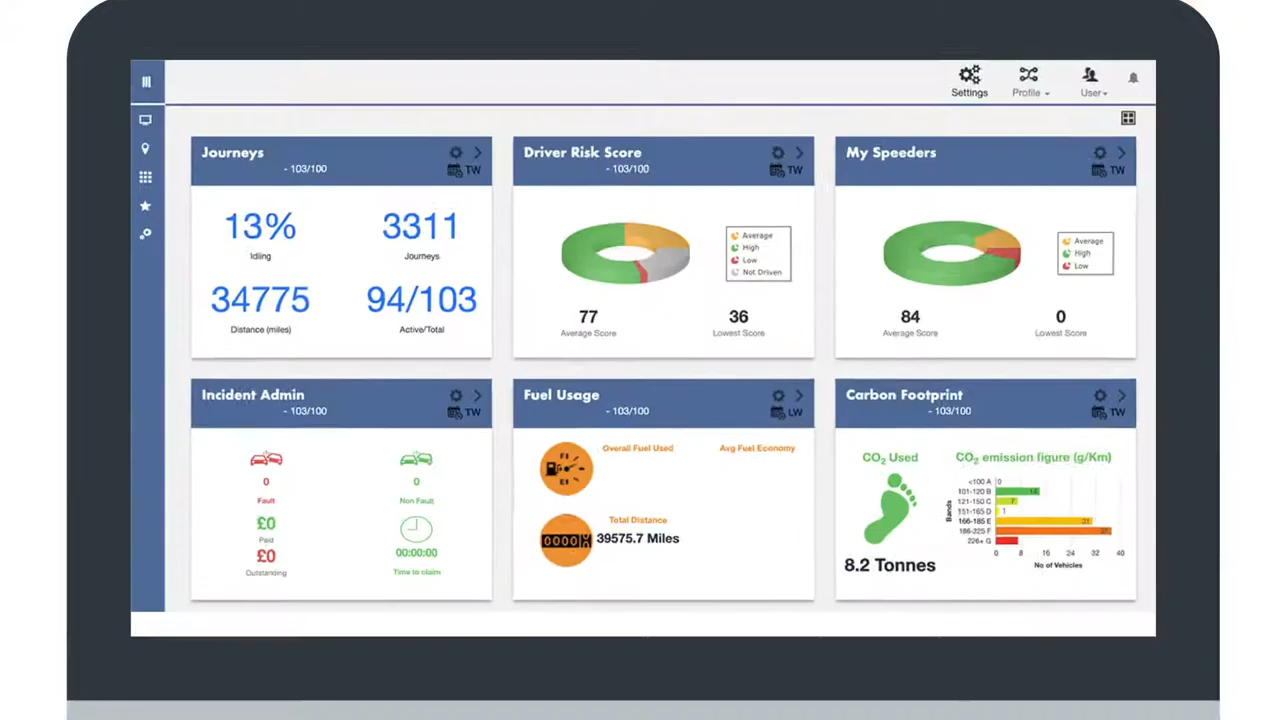 Settings
Profile
User
Journeys
- 103/100
TW
13%
Idling
3311
Journeys
34775
Distance (miles)
94/103
Active/Total
Driver Risk Score
- 103/100
TW
Average
High
Low
Not Driven
77
Average Score
36
Lowest Score
My Speeders
TW
Average
High
Low
84
Average Score
0
Lowest Score
Incident Admin
- 103/100
TW
0
Fault
£0
Paid
£0
Outstanding
0
Non Fault
00:00:00
Time to claim
Fuel Usage
- 103/100
LW
Overall Fuel Used
Avg Fuel Economy
Total Distance
39575.7 Miles
Carbon Footprint
- 103/100
TW
CO₂ Used
8.2 Tonnes
CO₂ emission figure (g/Km)
Bands
<100 A 0
101-120 B 14
121-150 C 7
151-165 D 1
166-185 E 31
186-225 F
226+ G
0 8 16 24 32 40
No of Vehicles